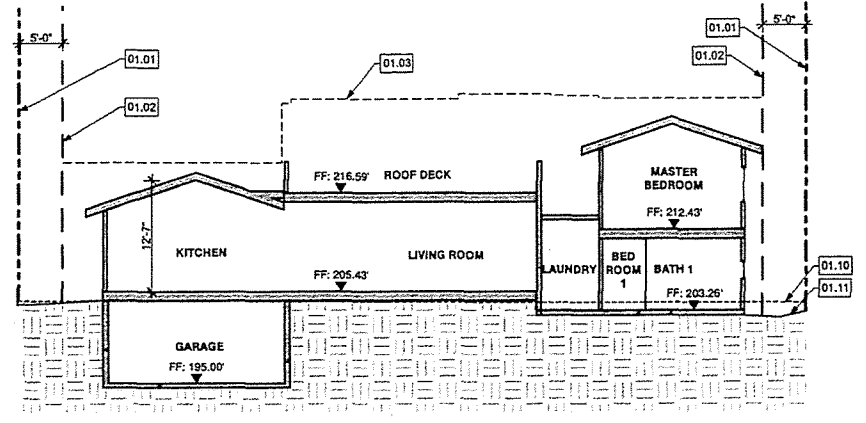 5'-0"
5'-0"
01.01
01.01
01.02
01.03
01.02
FF: 216.59'
ROOF DECK
MASTER
BEDROOM
FF: 212.43'
12'-7"
KITCHEN
LIVING ROOM
FF: 205.43'
LAUNDRY
BED
ROOM
1
BATH 1
FF: 203.26'
01.10
01.11
GARAGE
FF: 195.00'